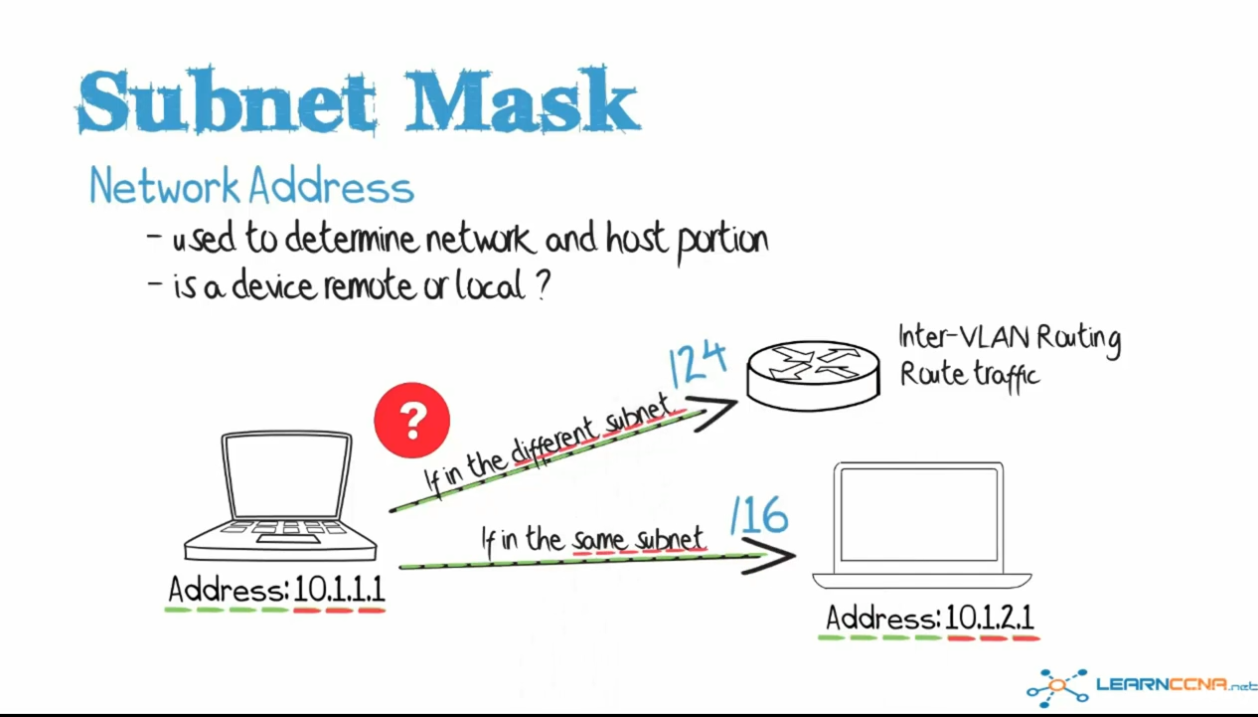 Subnet Mask
Network Address
- used to determine network and host portion
- is a device remote or local ?
Inter-VLAN Routing
Route traffic
/24
?
If in the different subnet
/16
If in the same subnet
Address: 10.1.1.1
Address: 10.1.2.1
LEARNCCNA.net